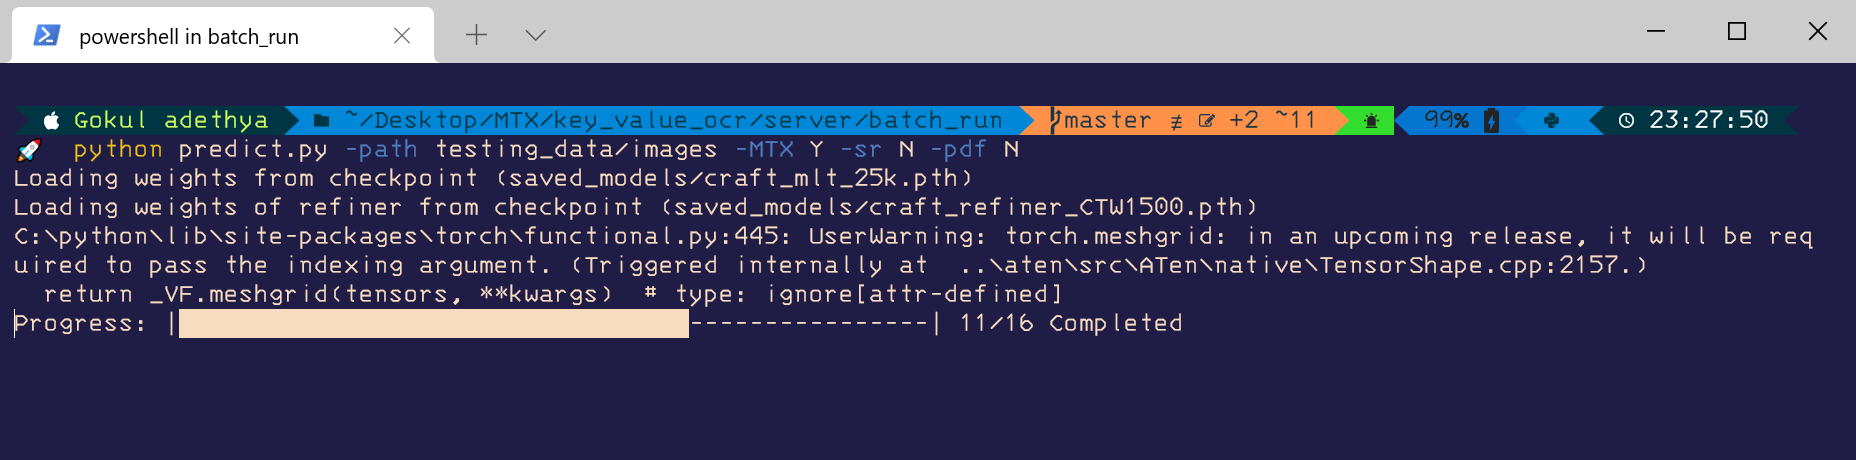 powershell in batch_run
Gokul adethya ~/Desktop/MTX/key_value_ocr/server/batch_run master ≢ +2 ~11 99% 23:27:50
python predict.py -path testing_data/images -MTX Y -sr N -pdf N
Loading weights from checkpoint (saved_models/craft_mlt_25k.pth)
Loading weights of refiner from checkpoint (saved_models/craft_refiner_CTW1500.pth)
C:\python\lib\site-packages\torch\functional.py:445: UserWarning: torch.meshgrid: in an upcoming release, it will be req
uired to pass the indexing argument. (Triggered internally at  ..\aten\src\ATen\native\TensorShape.cpp:2157.)
  return _VF.meshgrid(tensors, **kwargs)  # type: ignore[attr-defined]
Progress: |██████████████████████████████████----------------| 11/16 Completed